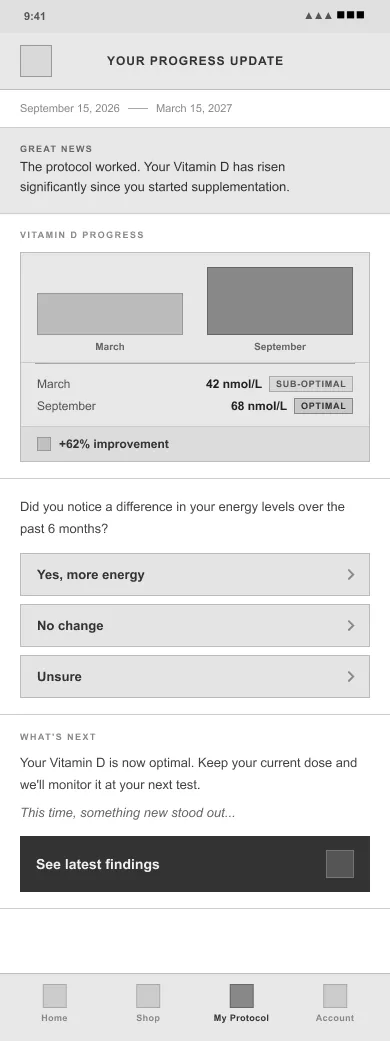 9:41
YOUR PROGRESS UPDATE
September 15, 2026 — March 15, 2027
GREAT NEWS
The protocol worked. Your Vitamin D has risen
significantly since you started supplementation.
VITAMIN D PROGRESS
March September
March 42 nmol/L SUB-OPTIMAL
September 68 nmol/L OPTIMAL
+62% improvement
Did you notice a difference in your energy levels over the
past 6 months?
Yes, more energy
No change
Unsure
WHAT'S NEXT
Your Vitamin D is now optimal. Keep your current dose and
we'll monitor it at your next test.
This time, something new stood out...
See latest findings
Home Shop My Protocol Account